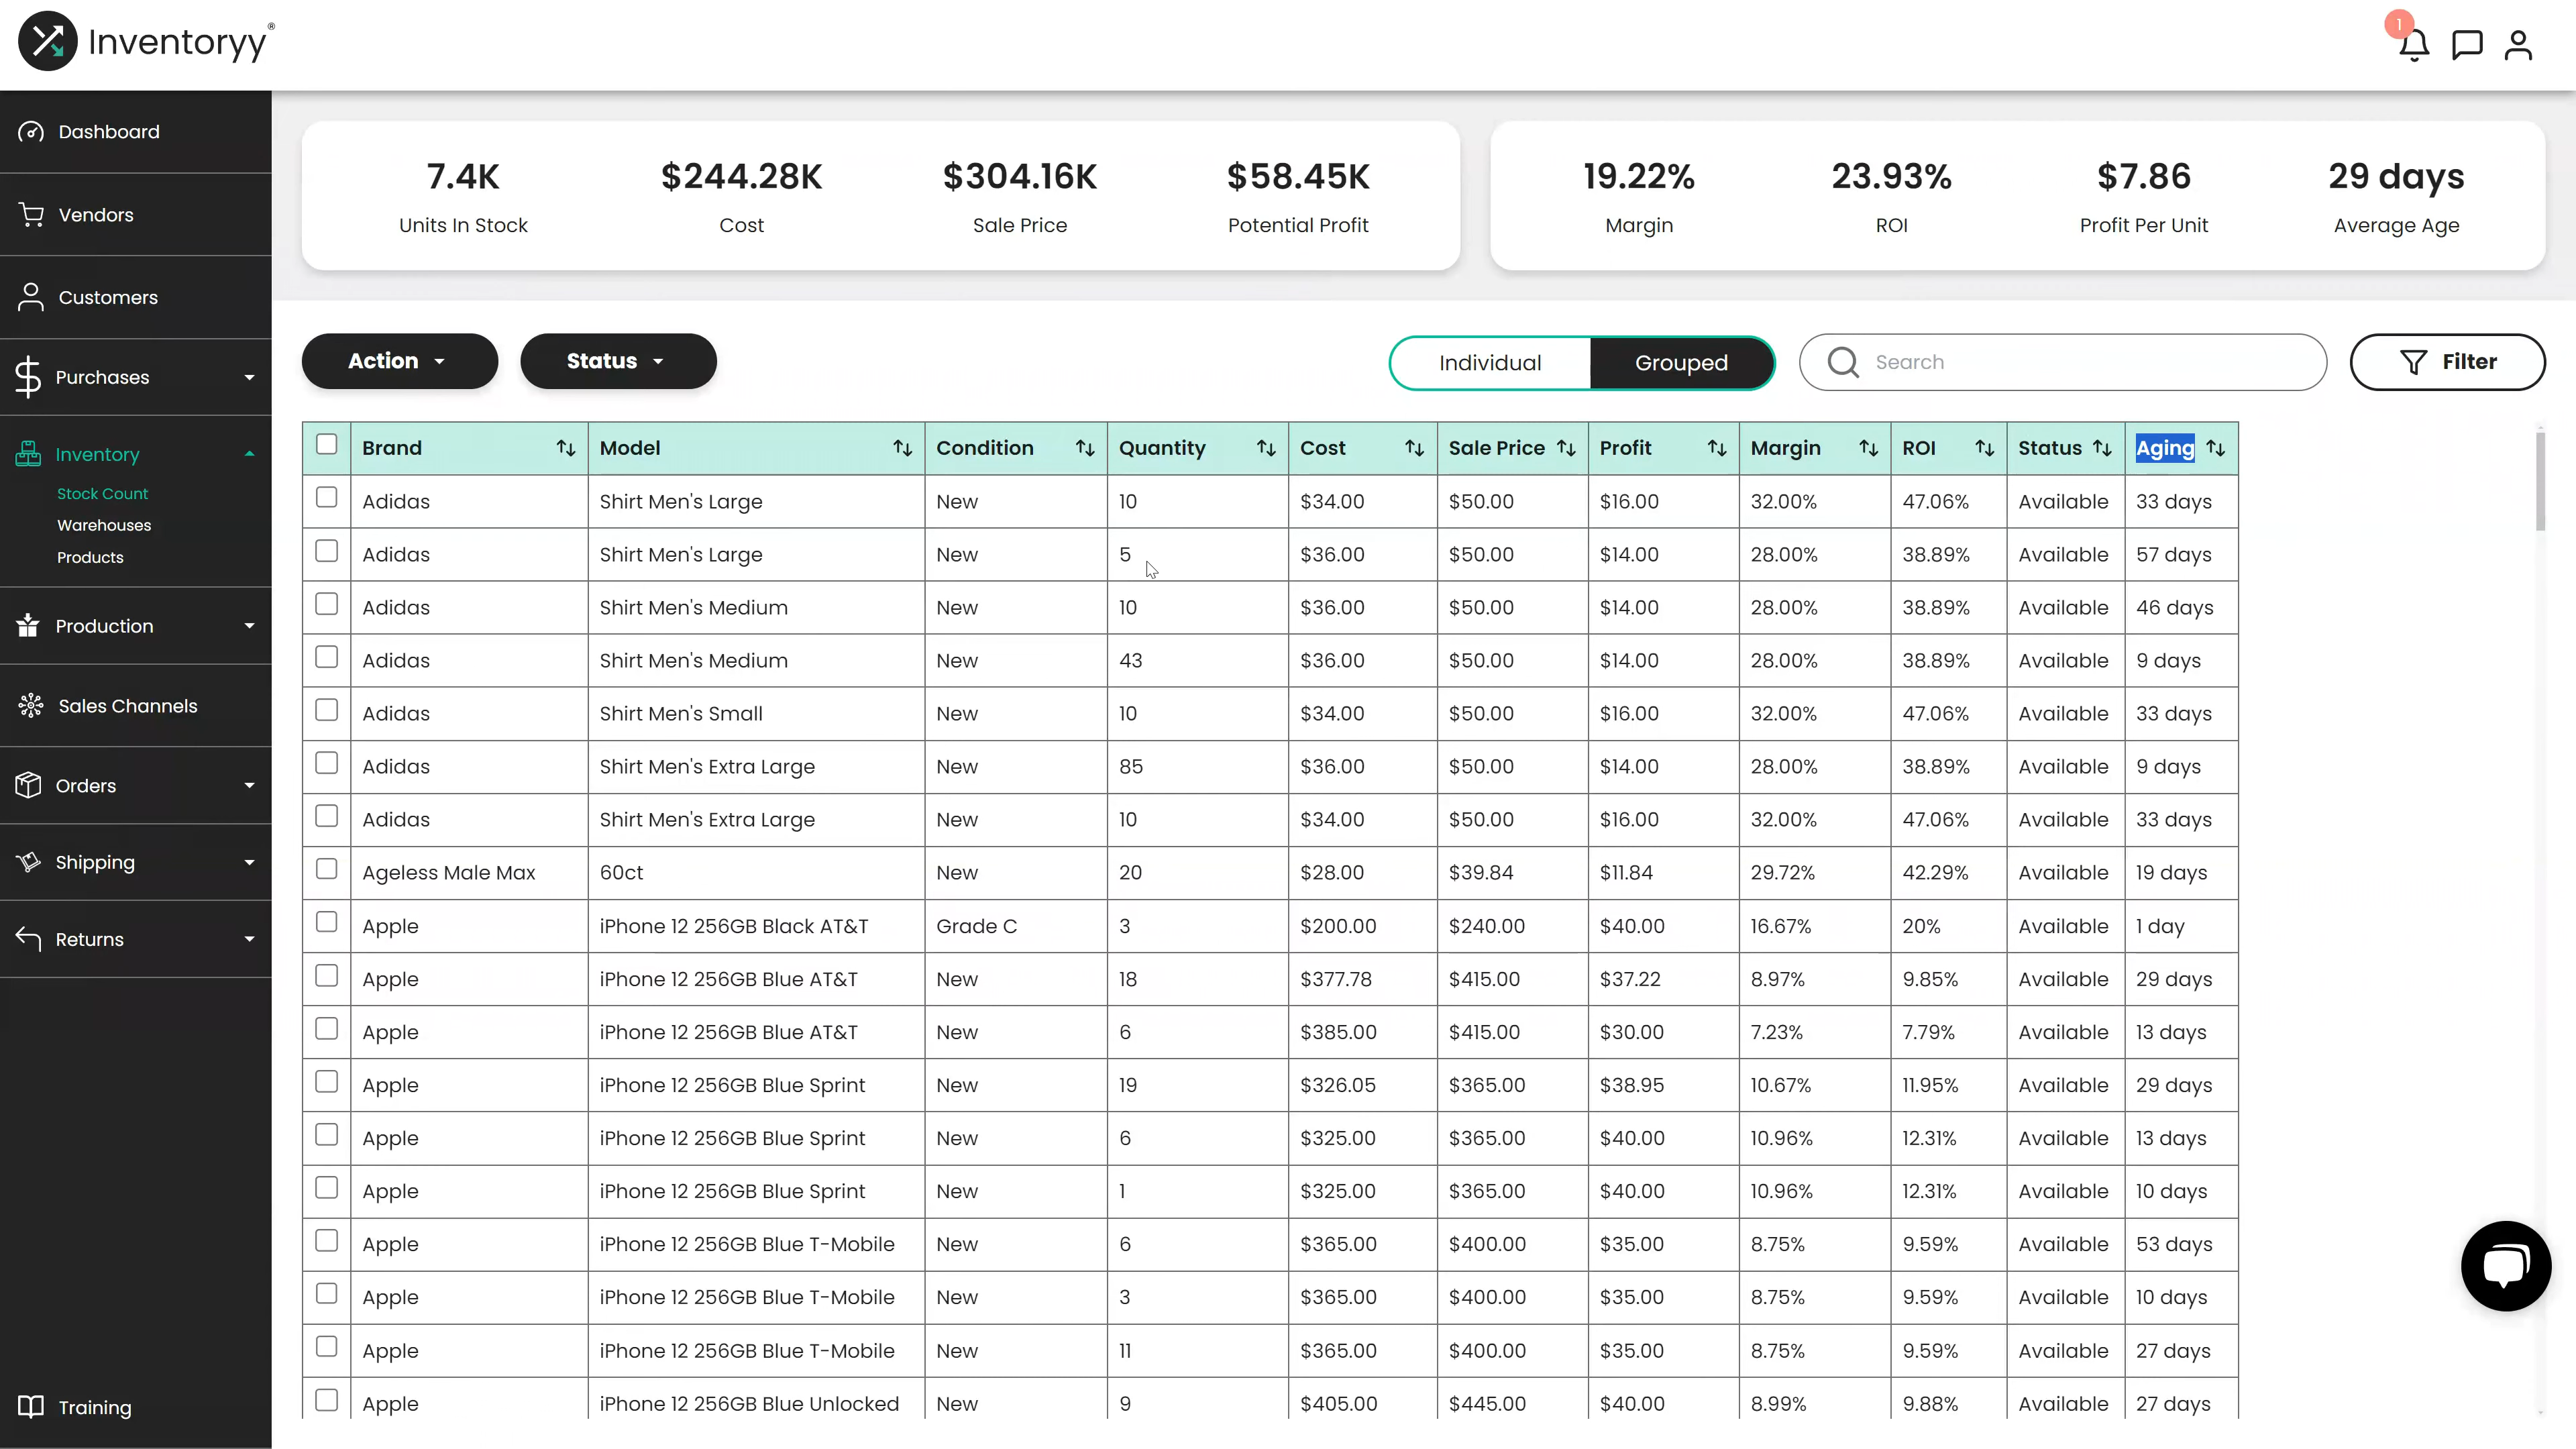 Inventoryy®
1
Dashboard
Vendors
Customers
Purchases
Inventory
Stock Count
Warehouses
Products
Production
Sales Channels
Orders
Shipping
Returns
Training
7.4K $244.28K $304.16K $58.45K 19.22% 23.93% $7.86 29 days
Units In Stock Cost Sale Price Potential Profit Margin ROI Profit Per Unit Average Age
Action Status Individual Grouped Search Filter
Brand Model Condition Quantity Cost Sale Price Profit Margin ROI Status Aging
Adidas Shirt Men's Large New 10 $34.00 $50.00 $16.00 32.00% 47.06% Available 33 days
Adidas Shirt Men's Large New 5 $36.00 $50.00 $14.00 28.00% 38.89% Available 57 days
Adidas Shirt Men's Medium New 10 $36.00 $50.00 $14.00 28.00% 38.89% Available 46 days
Adidas Shirt Men's Medium New 43 $36.00 $50.00 $14.00 28.00% 38.89% Available 9 days
Adidas Shirt Men's Small New 10 $34.00 $50.00 $16.00 32.00% 47.06% Available 33 days
Adidas Shirt Men's Extra Large New 85 $36.00 $50.00 $14.00 28.00% 38.89% Available 9 days
Adidas Shirt Men's Extra Large New 10 $34.00 $50.00 $16.00 32.00% 47.06% Available 33 days
Ageless Male Max 60ct New 20 $28.00 $39.84 $11.84 29.72% 42.29% Available 19 days
Apple iPhone 12 256GB Black AT&T Grade C 3 $200.00 $240.00 $40.00 16.67% 20% Available 1 day
Apple iPhone 12 256GB Blue AT&T New 18 $377.78 $415.00 $37.22 8.97% 9.85% Available 29 days
Apple iPhone 12 256GB Blue AT&T New 6 $385.00 $415.00 $30.00 7.23% 7.79% Available 13 days
Apple iPhone 12 256GB Blue Sprint New 19 $326.05 $365.00 $38.95 10.67% 11.95% Available 29 days
Apple iPhone 12 256GB Blue Sprint New 6 $325.00 $365.00 $40.00 10.96% 12.31% Available 13 days
Apple iPhone 12 256GB Blue Sprint New 1 $325.00 $365.00 $40.00 10.96% 12.31% Available 10 days
Apple iPhone 12 256GB Blue T-Mobile New 6 $365.00 $400.00 $35.00 8.75% 9.59% Available 53 days
Apple iPhone 12 256GB Blue T-Mobile New 3 $365.00 $400.00 $35.00 8.75% 9.59% Available 10 days
Apple iPhone 12 256GB Blue T-Mobile New 11 $365.00 $400.00 $35.00 8.75% 9.59% Available 27 days
Apple iPhone 12 256GB Blue Unlocked New 9 $405.00 $445.00 $40.00 8.99% 9.88% Available 27 days